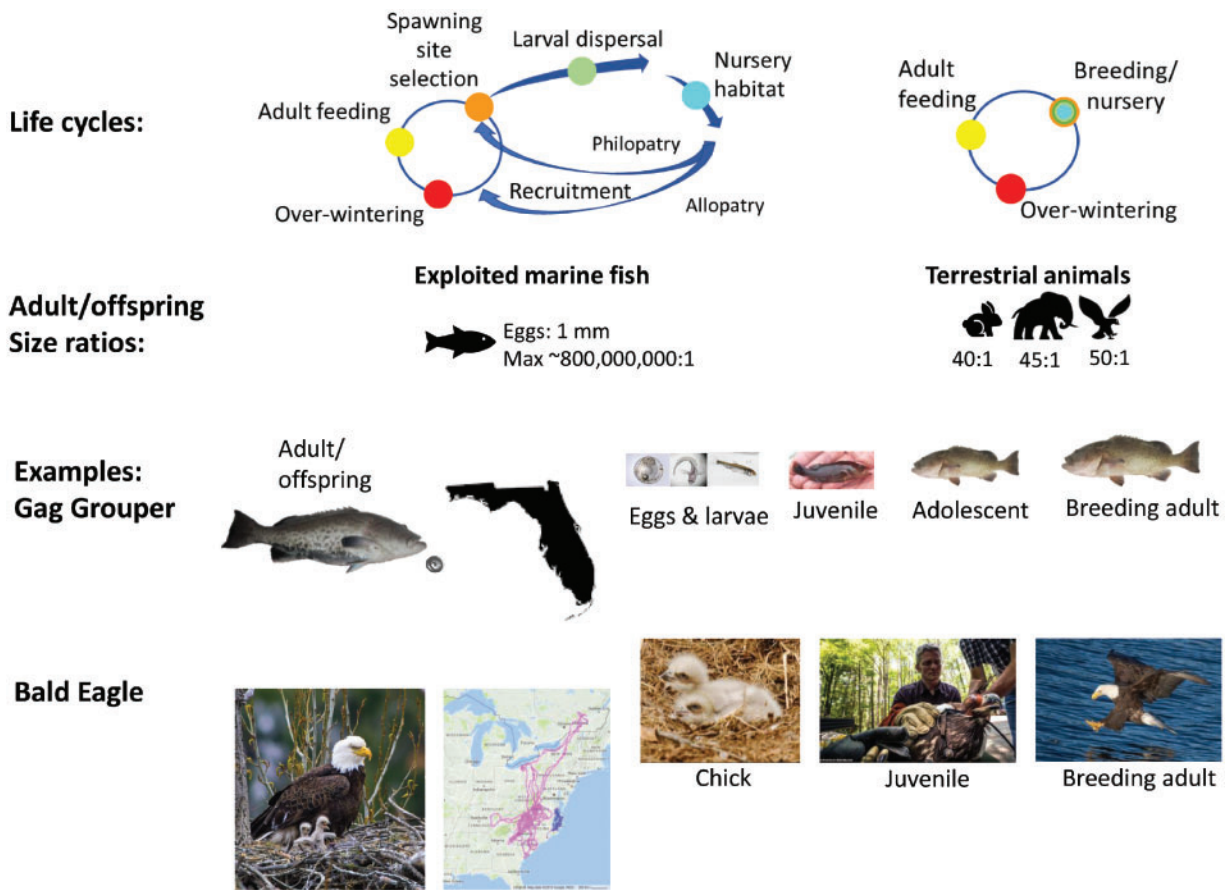 Life cycles:
Spawning
site
selection
Larval dispersal
Nursery
habitat
Adult feeding
Philopatry
Recruitment
Allopatry
Over-wintering
Adult
feeding
Breeding/
nursery
Over-wintering
Adult/offspring
Size ratios:
Exploited marine fish
Eggs: 1 mm
Max ~800,000,000:1
Terrestrial animals
40:1
45:1
50:1
Examples:
Gag Grouper
Adult/
offspring
Eggs & larvae
Juvenile
Adolescent
Breeding adult
Bald Eagle
Chick
Juvenile
Breeding adult